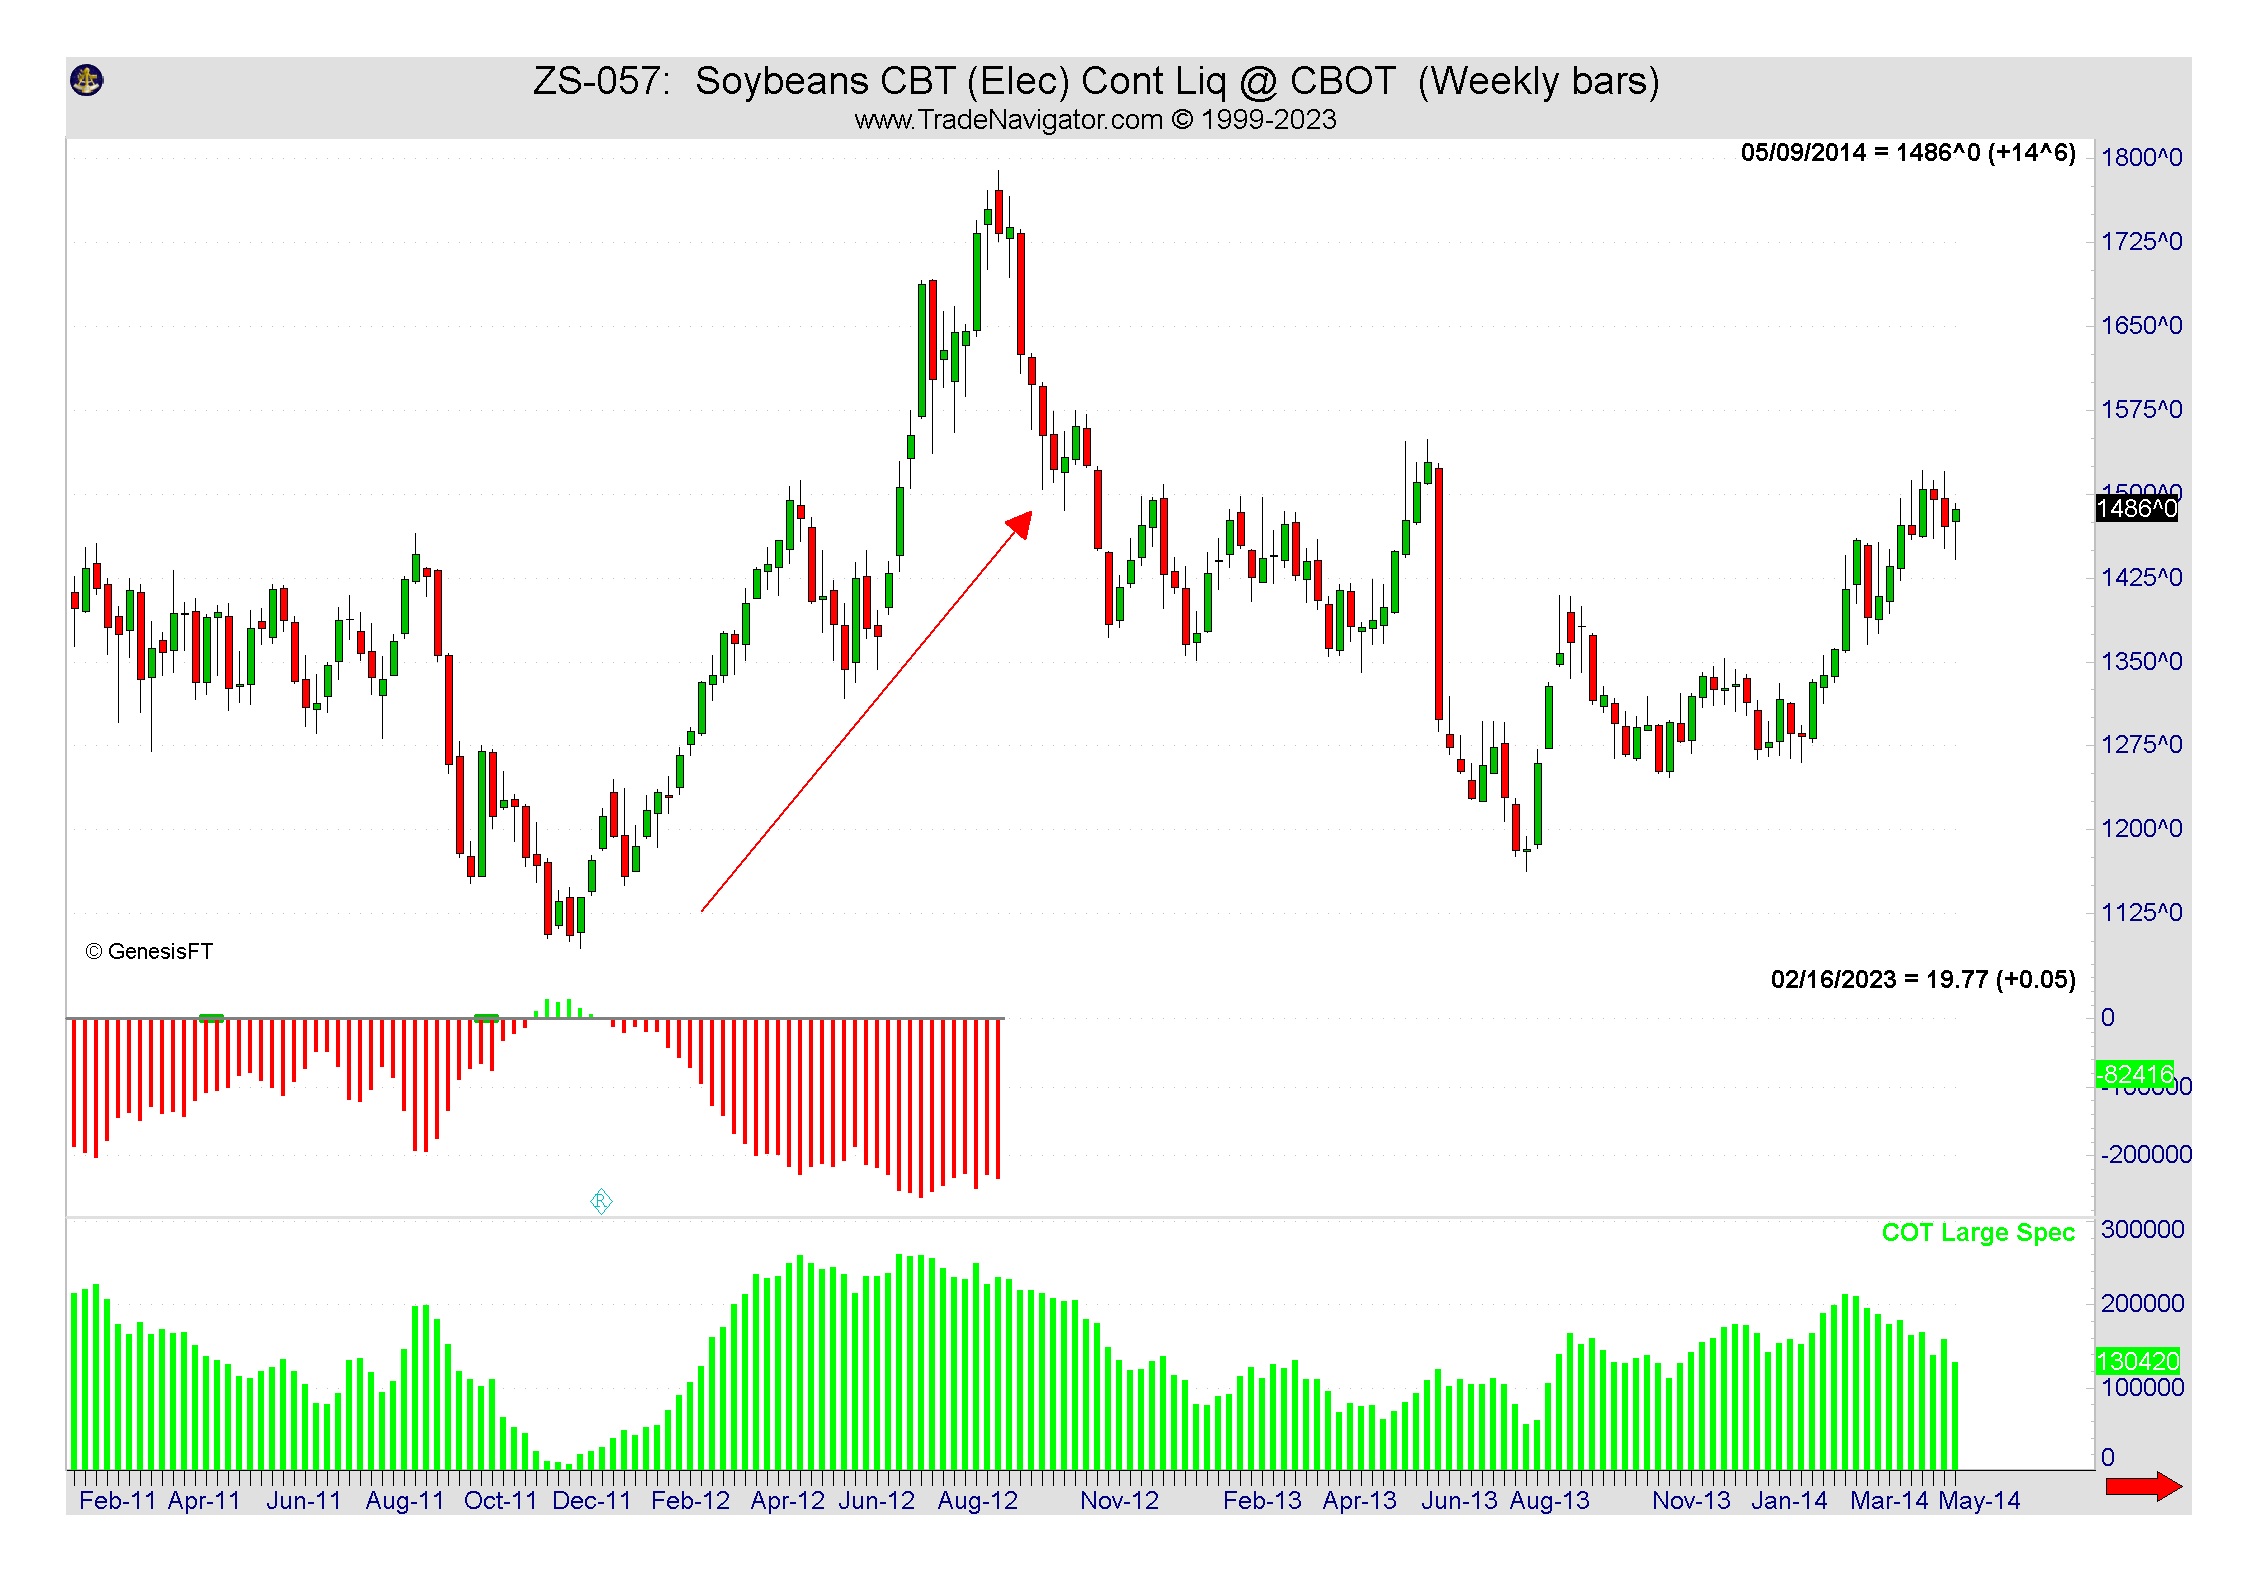 ZS-057:  Soybeans CBT (Elec) Cont Liq @ CBOT  (Weekly bars)
www.TradeNavigator.com © 1999-2023
05/09/2014 = 1486^0 (+14^6)
1800^0
1725^0
1650^0
1575^0
1500^0
1486^0
1425^0
1350^0
1275^0
1200^0
1125^0
© GenesisFT
02/16/2023 = 19.77 (+0.05)
0
-82416
-100000
-200000
R
COT Large Spec
300000
200000
130420
100000
0
Feb-11 Apr-11 Jun-11 Aug-11 Oct-11 Dec-11 Feb-12 Apr-12 Jun-12 Aug-12 Nov-12 Feb-13 Apr-13 Jun-13 Aug-13 Nov-13 Jan-14 Mar-14 May-14